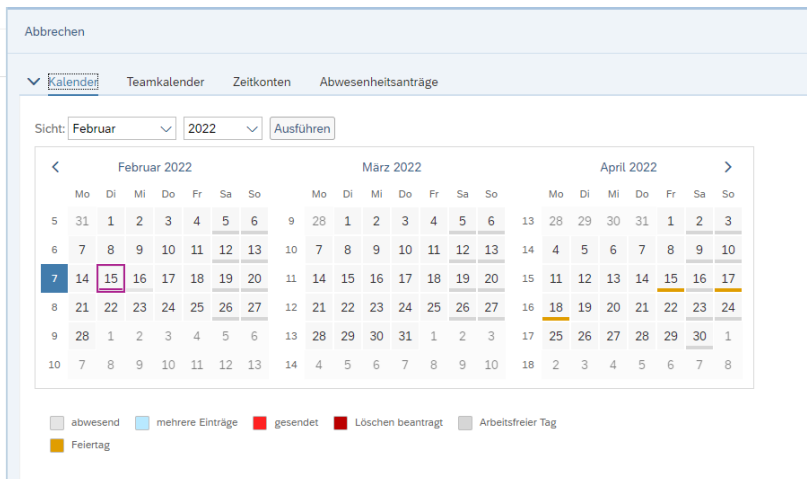 Abbrechen
Kalender Teamkalender Zeitkonten Abwesenheitsanträge
Sicht: Februar 2022 Ausführen
Februar 2022 März 2022 April 2022
Mo Di Mi Do Fr Sa So Mo Di Mi Do Fr Sa So Mo Di Mi Do Fr Sa So
5 31 1 2 3 4 5 6 9 28 1 2 3 4 5 6 13 28 29 30 31 1 2 3
6 7 8 9 10 11 12 13 10 7 8 9 10 11 12 13 14 4 5 6 7 8 9 10
7 14 15 16 17 18 19 20 11 14 15 16 17 18 19 20 15 11 12 13 14 15 16 17
8 21 22 23 24 25 26 27 12 21 22 23 24 25 26 27 16 18 19 20 21 22 23 24
9 28 1 2 3 4 5 6 13 28 29 30 31 1 2 3 17 25 26 27 28 29 30 1
10 7 8 9 10 11 12 13 14 4 5 6 7 8 9 10 18 2 3 4 5 6 7 8
abwesend mehrere Einträge gesendet Löschen beantragt Arbeitsfreier Tag
Feiertag